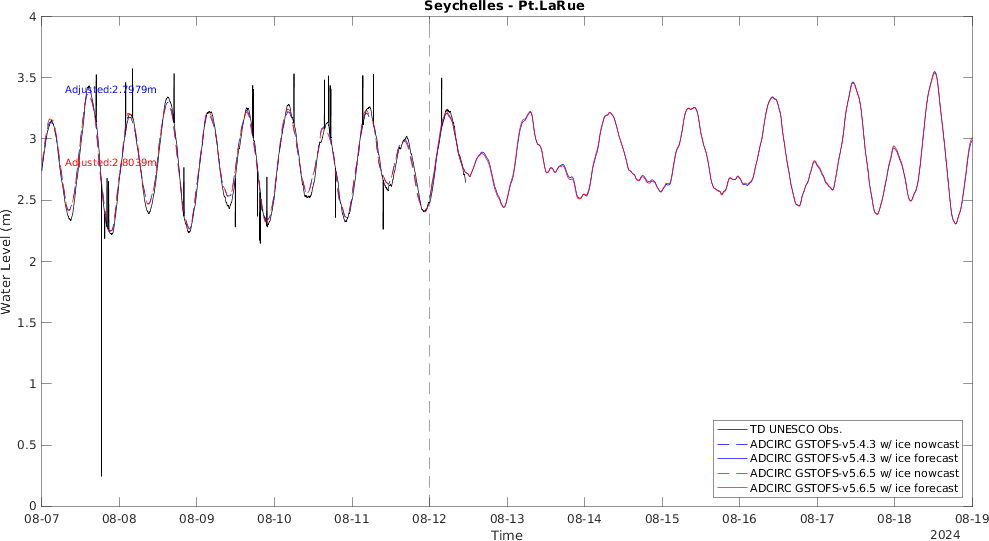 Seychelles - Pt.LaRue
4
3.5
3
2.5
2
1.5
1
0.5
0
Water Level (m)
Adjusted:2.7979m
Adjusted:2.8039m
TD UNESCO Obs.
ADCIRC GSTOFS-v5.4.3 w/ ice nowcast
ADCIRC GSTOFS-v5.4.3 w/ ice forecast
ADCIRC GSTOFS-v5.6.5 w/ ice nowcast
ADCIRC GSTOFS-v5.6.5 w/ ice forecast
08-07 08-08 08-09 08-10 08-11 08-12 08-13 08-14 08-15 08-16 08-17 08-18 08-19
Time
2024